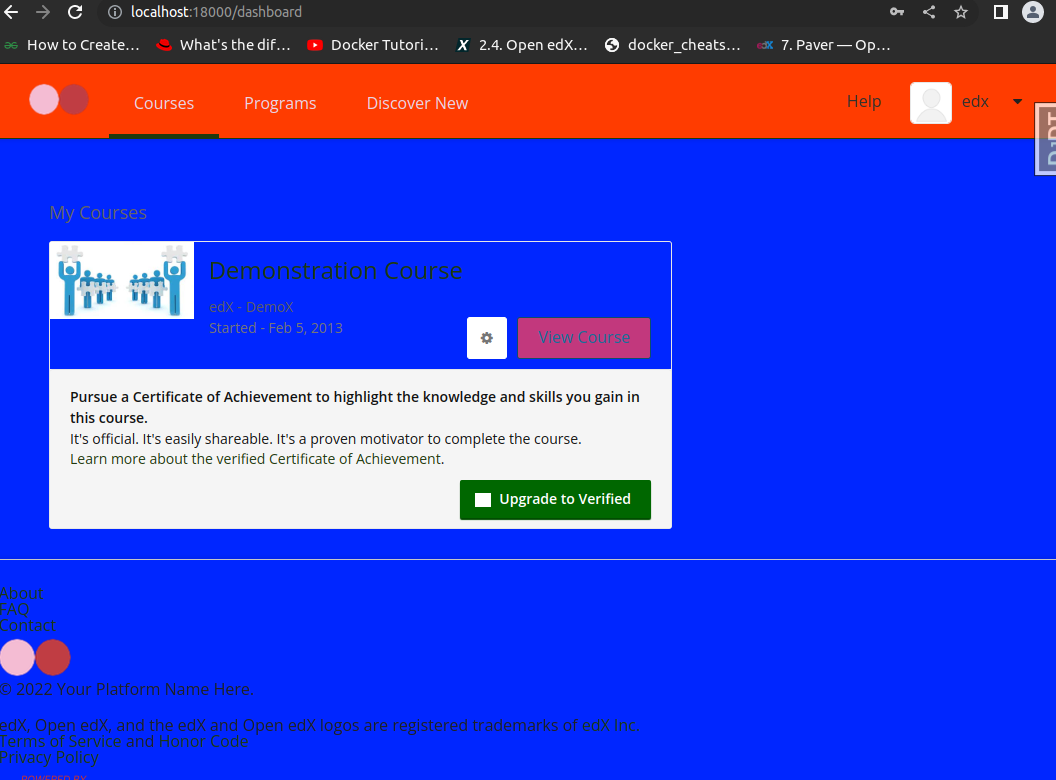 localhost:18000/dashboard
How to Create… What's the dif… Docker Tutori… 2.4. Open edX… docker_cheats… 7. Paver — Op…
Courses Programs Discover New Help edx
DjDT
My Courses
Demonstration Course
edX - DemoX
Started - Feb 5, 2013
View Course
Pursue a Certificate of Achievement to highlight the knowledge and skills you gain in
this course.
It's official. It's easily shareable. It's a proven motivator to complete the course.
Learn more about the verified Certificate of Achievement.
Upgrade to Verified
About
FAQ
Contact
© 2022 Your Platform Name Here.
edX, Open edX, and the edX and Open edX logos are registered trademarks of edX Inc.
Terms of Service and Honor Code
Privacy Policy
POWERED BY